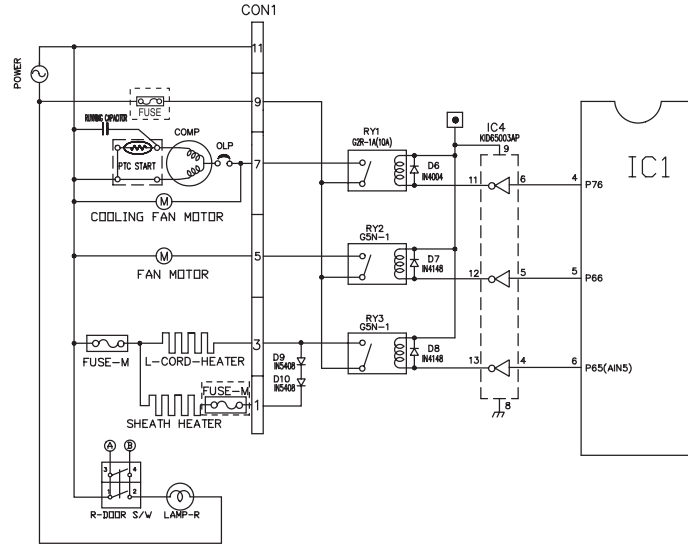 CON1
POWER
11
FUSE
9
RUNNING CAPACITOR
COMP
OLP
PTC START
7
M
COOLING FAN MOTOR
M
5
FAN MOTOR
FUSE-M
L-CORD-HEATER
3
D9
IN5408
D10
IN5408
FUSE-M
1
SHEATH HEATER
A B
3 4
1 2
R-DOOR S/W
LAMP-R
RY1
G2R-1A(10A)
D6
IN4004
RY2
G5N-1
D7
IN4148
RY3
G5N-1
D8
IN4148
IC4
KID65003AP
9
11 6
12 5
13 4
8
IC1
4 P76
5 P66
6 P65(AIN5)